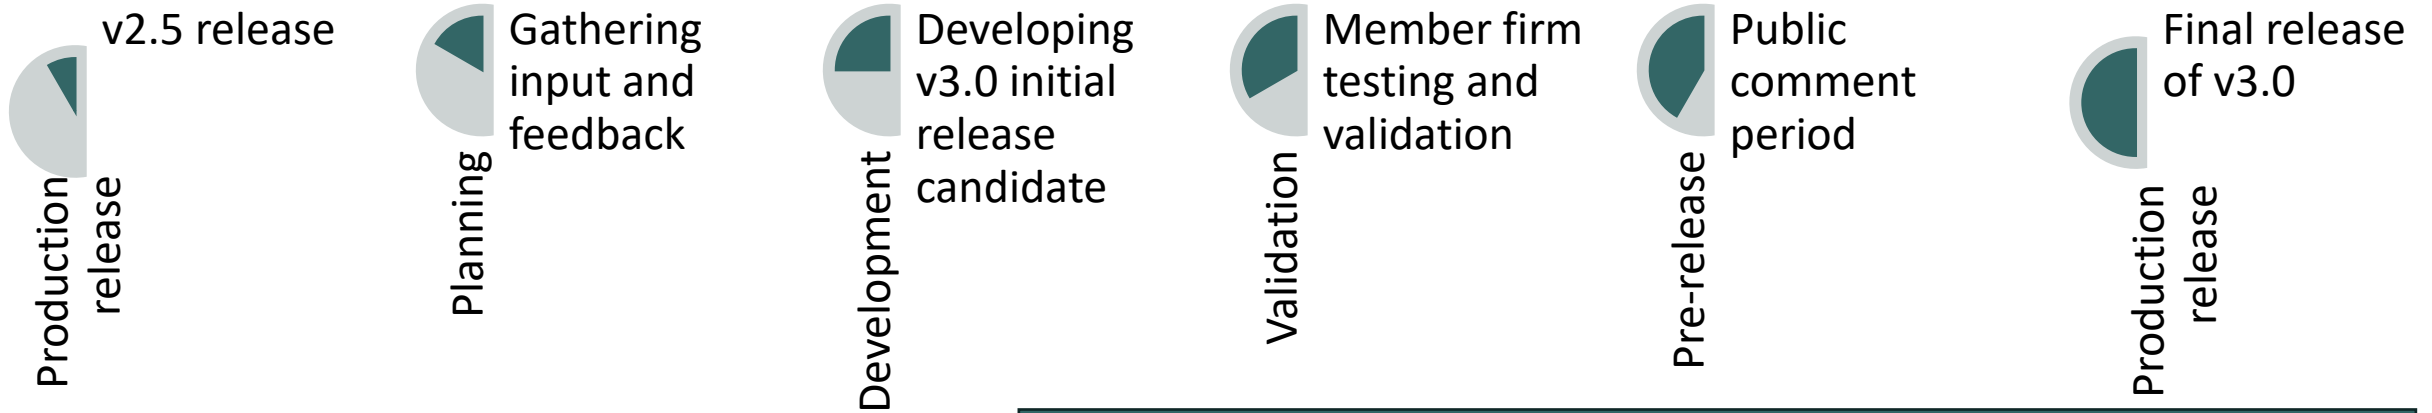 v2.5 release
Production
release
Gathering
input and
feedback
Planning
Developing
v3.0 initial
release
candidate
Development
Member firm
testing and
validation
Validation
Public
comment
period
Pre-release
Final release
of v3.0
Production
release